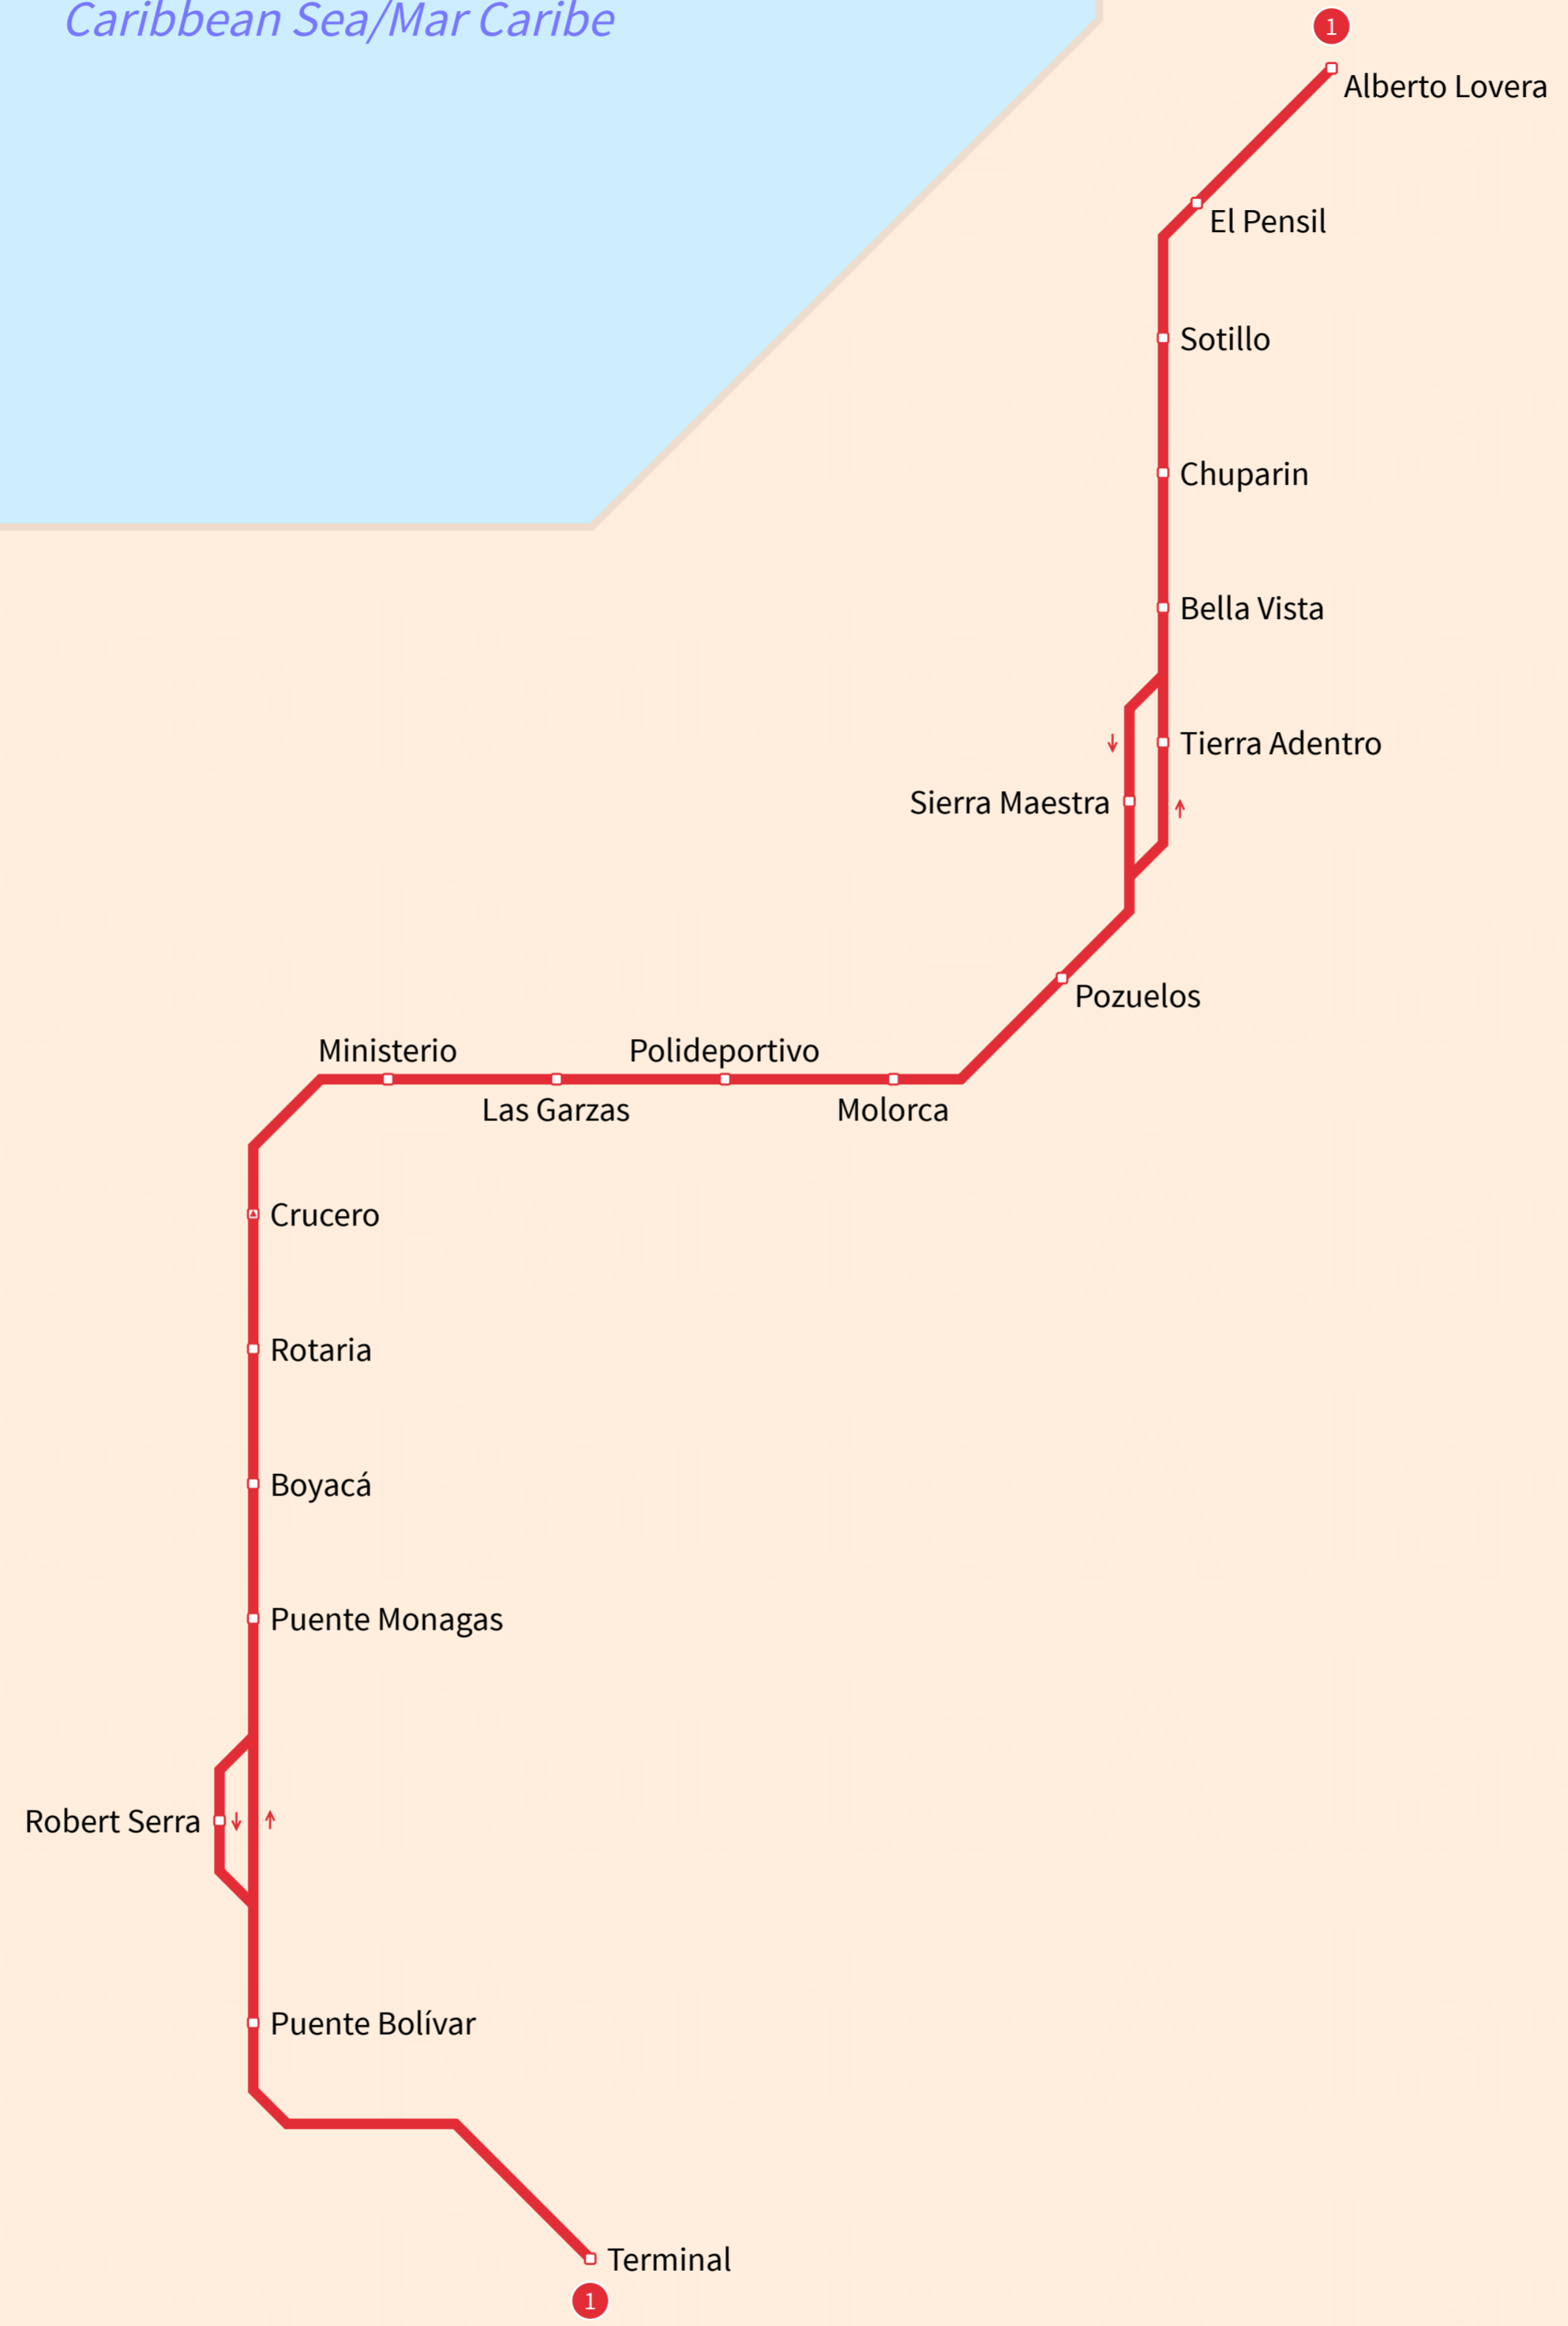 Caribbean Sea/Mar Caribe
1
Alberto Lovera
El Pensil
Sotillo
Chuparin
Bella Vista
Tierra Adentro
Sierra Maestra
Pozuelos
Ministerio
Polideportivo
Las Garzas
Molorca
Crucero
Rotaria
Boyacá
Puente Monagas
Robert Serra
Puente Bolívar
Terminal
1